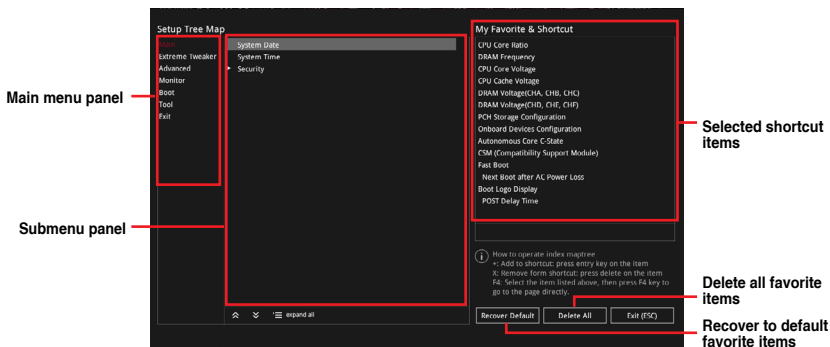 Setup Tree Map
Main
Extreme Tweaker
Advanced
Monitor
Boot
Tool
Exit
System Date
System Time
Security
expand all
My Favorite & Shortcut
CPU Core Ratio
DRAM Frequency
CPU Core Voltage
CPU Cache Voltage
DRAM Voltage(CHA, CHB, CHC)
DRAM Voltage(CHD, CHE, CHF)
PCH Storage Configuration
Onboard Devices Configuration
Autonomous Core C-State
CSM (Compatibility Support Module)
Fast Boot
Next Boot after AC Power Loss
Boot Logo Display
POST Delay Time
How to operate index maptree
+: Add to shortcut: press entry key on the item
X: Remove form shortcut: press delete on the item
F4: Select the item listed above, then press F4 key to
go to the page directly.
Recover Default
Delete All
Exit (ESC)
Main menu panel
Submenu panel
Selected shortcut
items
Delete all favorite
items
Recover to default
favorite items